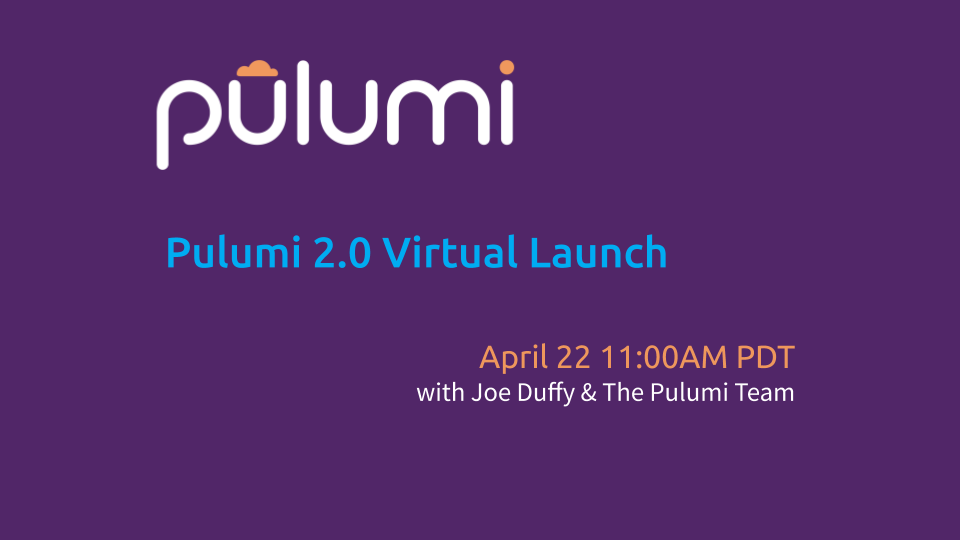 pulumi
Pulumi 2.0 Virtual Launch
April 22 11:00AM PDT
with Joe Duffy & The Pulumi Team